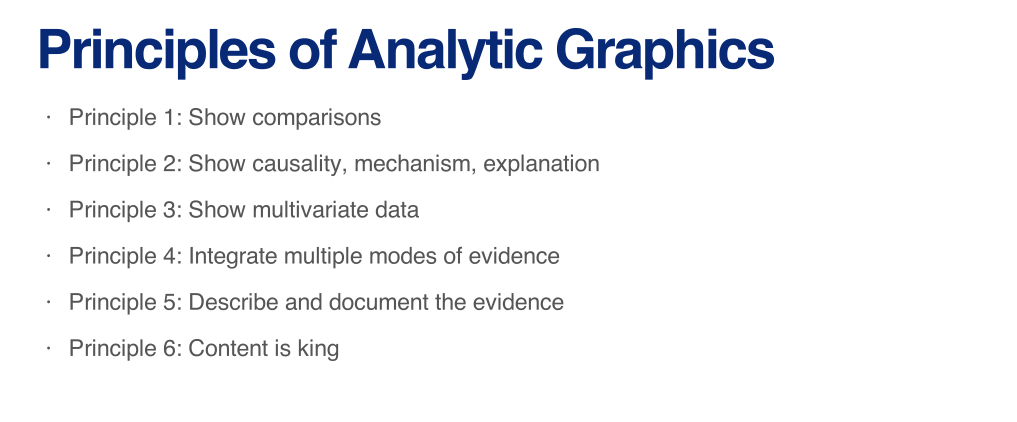 Principles of Analytic Graphics
· Principle 1: Show comparisons
· Principle 2: Show causality, mechanism, explanation
· Principle 3: Show multivariate data
· Principle 4: Integrate multiple modes of evidence
· Principle 5: Describe and document the evidence
· Principle 6: Content is king